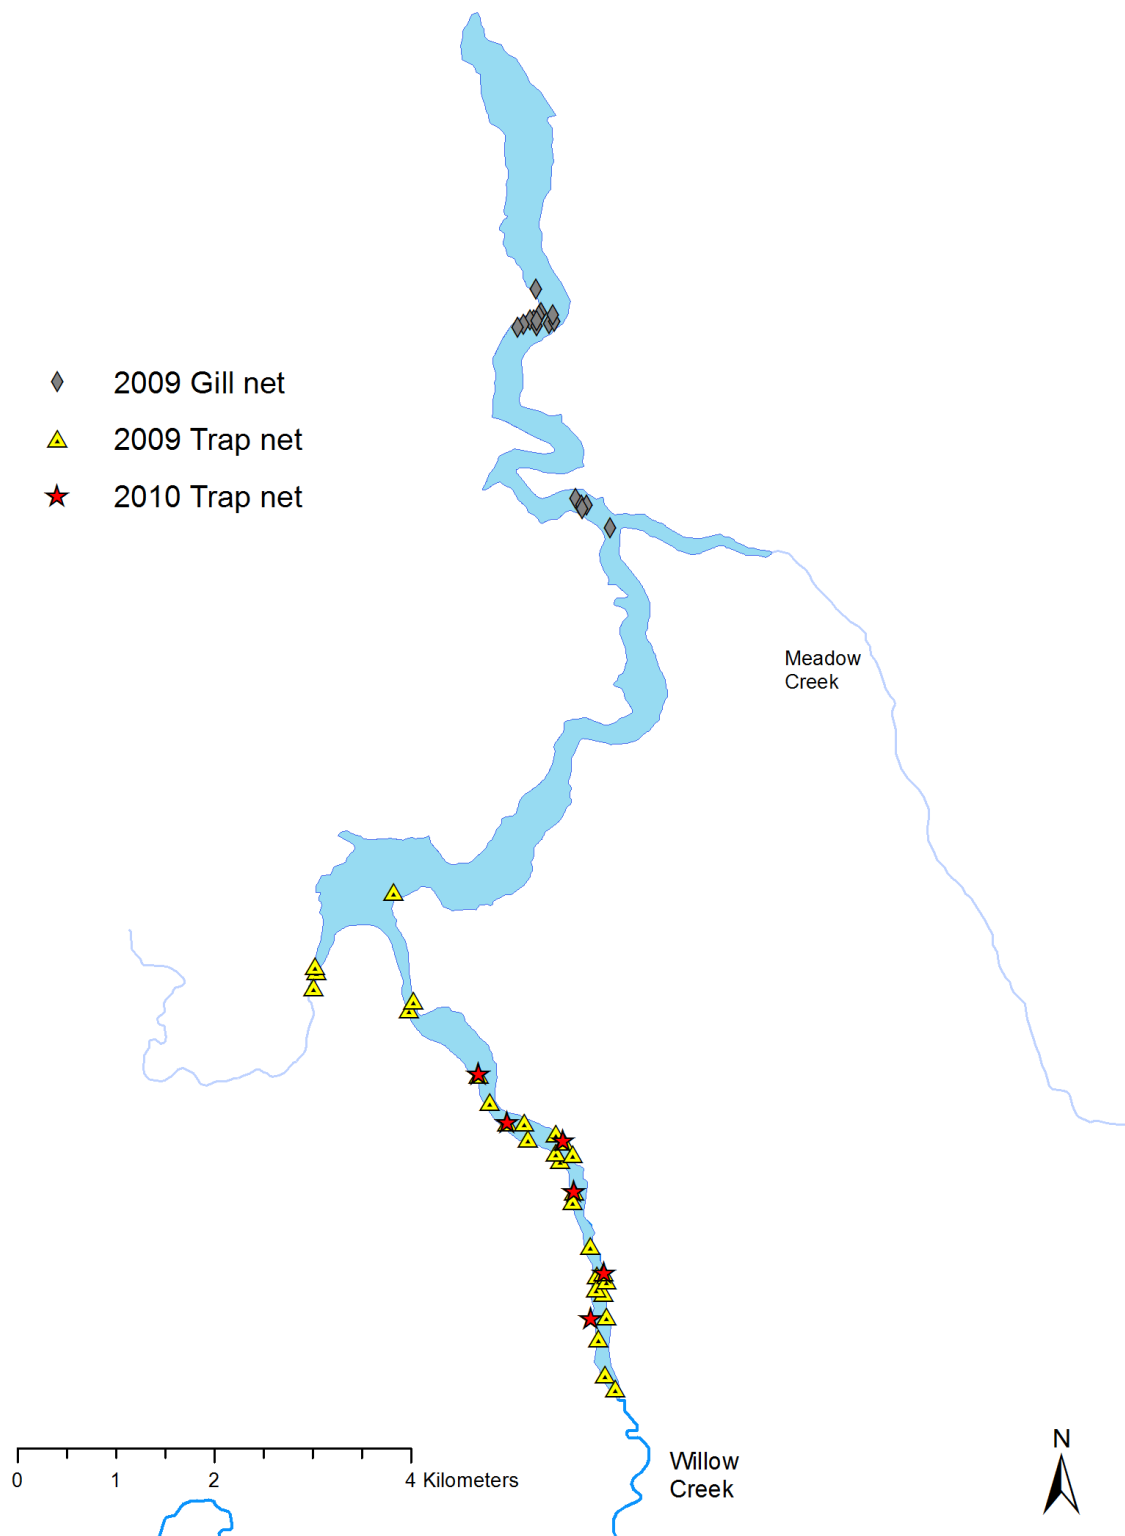 2009 Gill net
2009 Trap net
2010 Trap net
Meadow
Creek
0 1 2 4 Kilometers
Willow
Creek
N